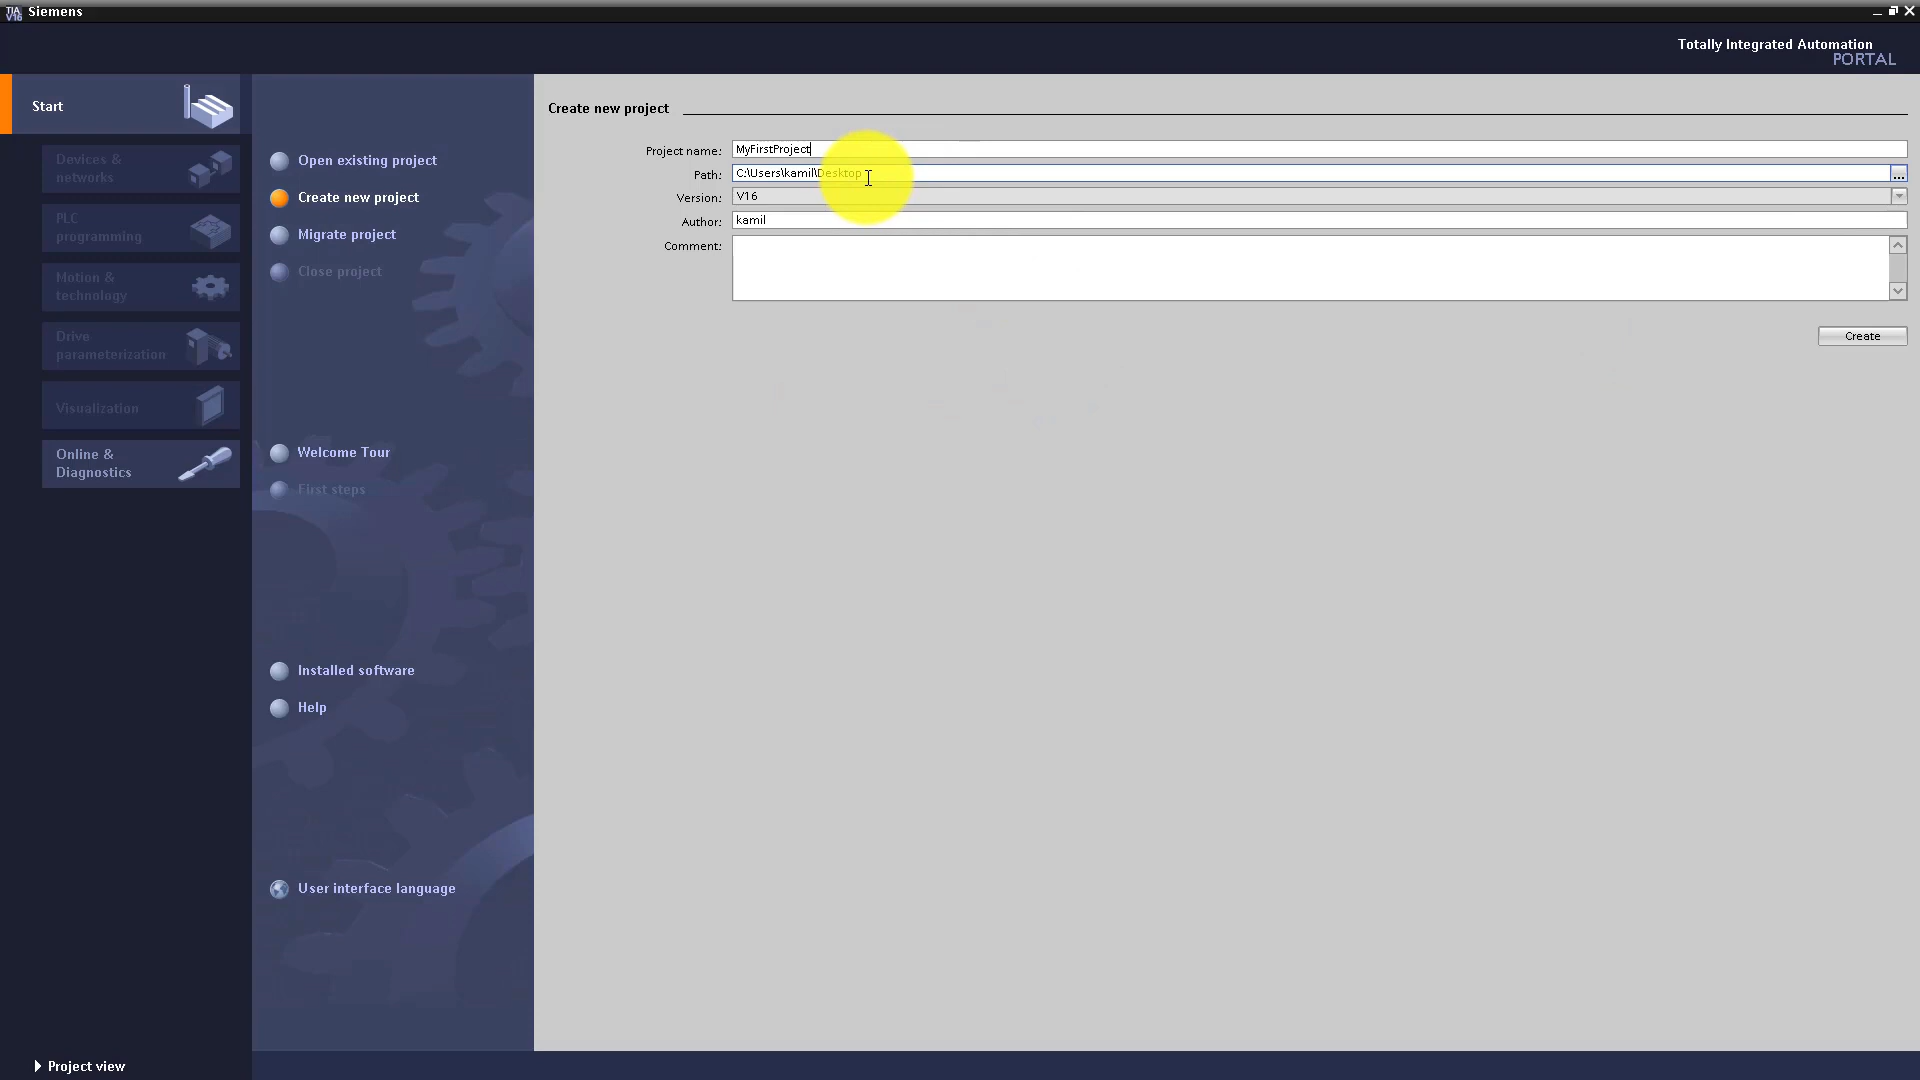 TIA
V16
Siemens
Totally Integrated Automation
PORTAL
Start
Devices &
networks
PLC
programming
Motion &
technology
Drive
parameterization
Visualization
Online &
Diagnostics
Open existing project
Create new project
Migrate project
Close project
Welcome Tour
First steps
Installed software
Help
User interface language
Create new project
Project name: MyFirstProject
Path: C:\Users\kamil\Desktop
...
Version: V16
Author: kamil
Comment:
Create
Project view